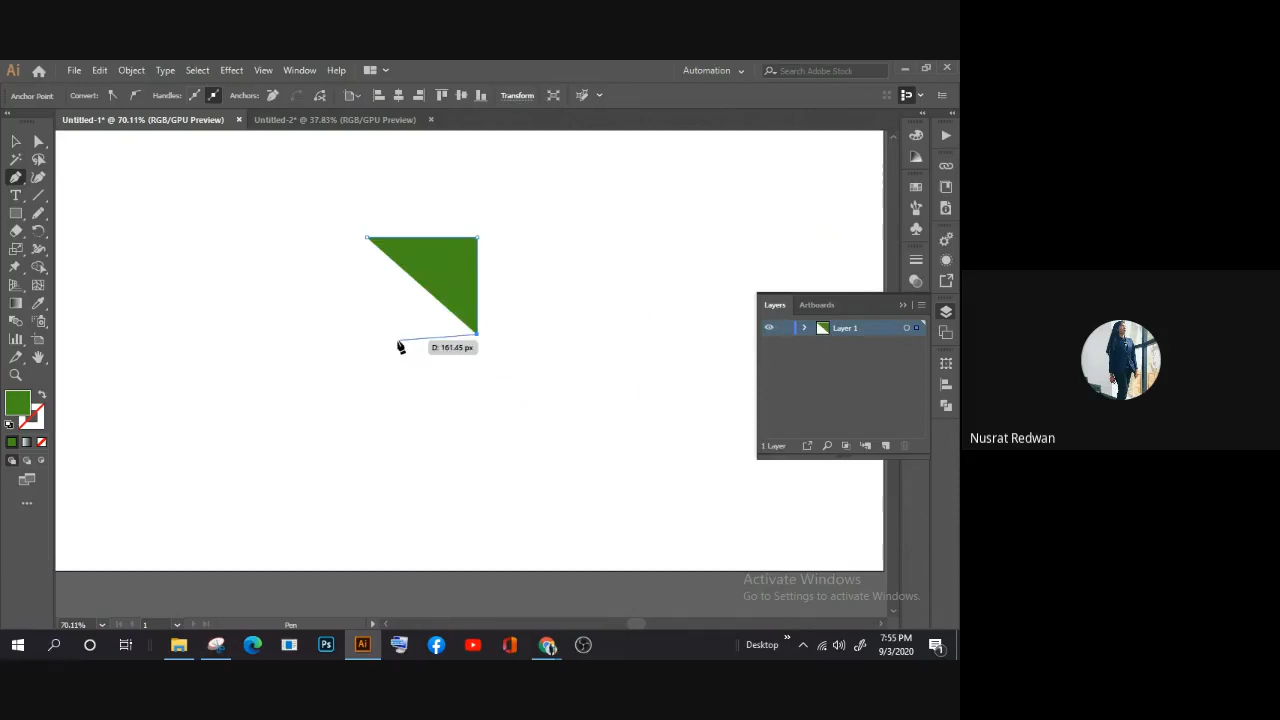 Ai File Edit Object Type Select Effect View Window Help Automation Search Adobe Stock
Anchor Point Convert: Handles: Anchors: Transform
Untitled-1* @ 70.11% (RGB/GPU Preview) Untitled-2* @ 37.83% (RGB/GPU Preview)
Layers Artboards
Layer 1
D: 161.45 px
Nusrat Redwan
1 Layer
Activate Windows
Go to Settings to activate Windows.
70.11% 1 Pen
Ps Ai Desktop 7:55 PM
9/3/2020